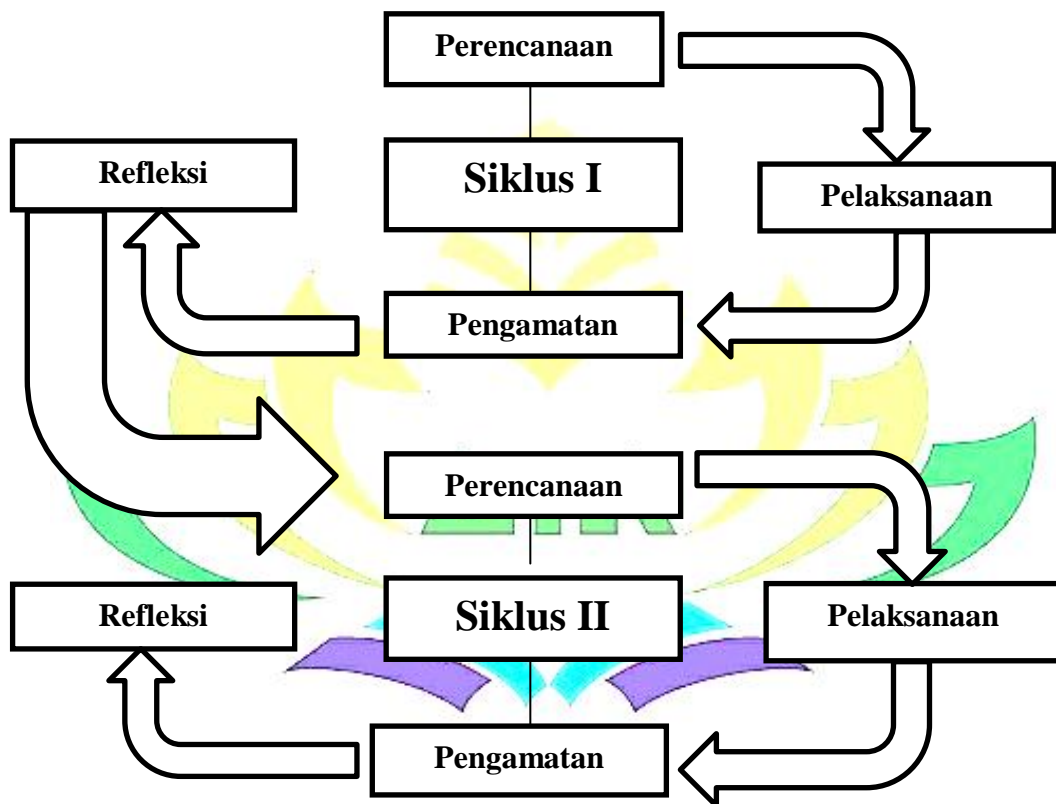 Perencanaan
Refleksi
Siklus I
Pelaksanaan
Pengamatan
Perencanaan
Refleksi
Siklus II
Pelaksanaan
Pengamatan